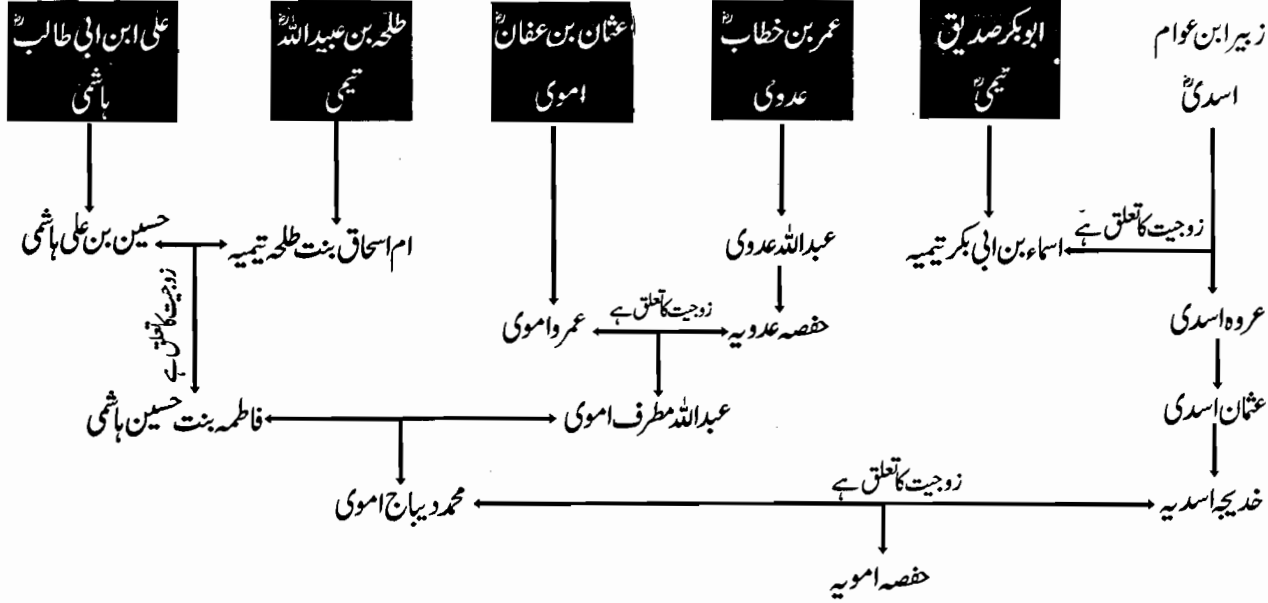 زبیر ابن عوام
اسدیؓ
ابوبکر صدیق
تیمیؓ
عمر بن خطابؓ
عدوی
عثمان بن عفانؓ
اموی
طلحہ بن عبید اللہؓ
تیمی
علی ابن ابی طالبؓ
ہاشمی
زوجیت کا تعلق ہے
اسماء بن ابی بکر تیمیہ
عبداللہ عدوی
ام اسحاق بنت طلحہ تیمیہ
حسین بن علی ہاشمی
عروہ اسدی
حفصہ عدویہ
زوجیت کا تعلق ہے
عمرو اموی
زوجیت کا تعلق ہے
عثمان اسدی
عبداللہ مطرف اموی
فاطمہ بنت حسین ہاشمی
خدیجہ اسدیہ
زوجیت کا تعلق ہے
محمد دیباج اموی
حفصہ امویہ